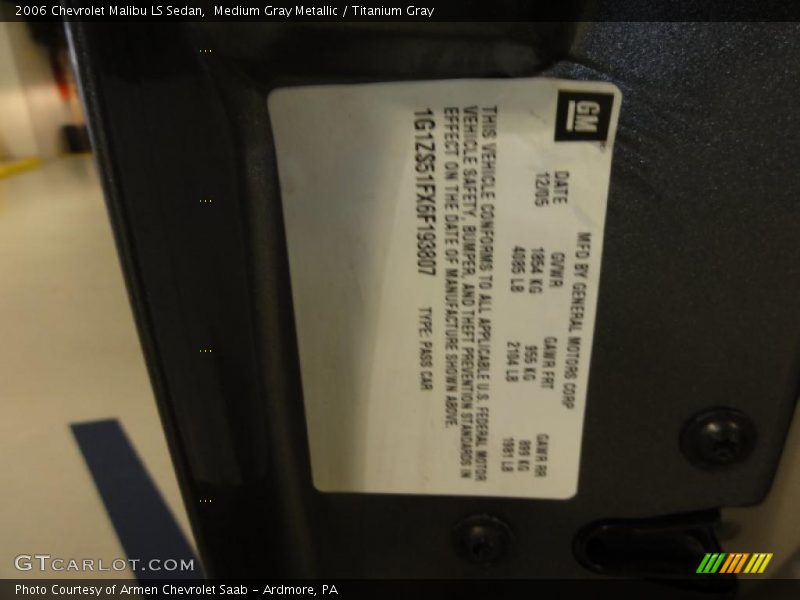 2006 Chevrolet Malibu LS Sedan, Medium Gray Metallic / Titanium Gray
GM
MFD BY GENERAL MOTORS CORP
DATE GVWR GAWR FRT GAWR RR
12/05 1854 KG 955 KG 899 KG
4085 LB 2104 LB 1981 LB
THIS VEHICLE CONFORMS TO ALL APPLICABLE U.S. FEDERAL MOTOR
VEHICLE SAFETY, BUMPER, AND THEFT PREVENTION STANDARDS IN
EFFECT ON THE DATE OF MANUFACTURE SHOWN ABOVE.
1G1ZS51FX6F193807 TYPE: PASS CAR
GTCARLOT.COM
Photo Courtesy of Armen Chevrolet Saab - Ardmore, PA